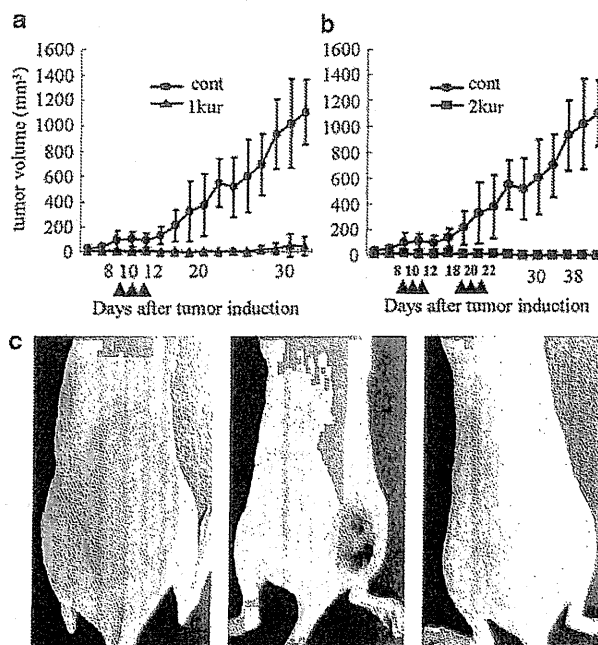 a
1600
1400
1200
1000
800
600
400
200
0
tumor volume (mm³)
cont
1kur
8 10 12 20 30
Days after tumor induction
b
1600
1400
1200
1000
800
600
400
200
0
cont
2kur
8 10 12 18 20 22 30 38
Days after tumor induction
c